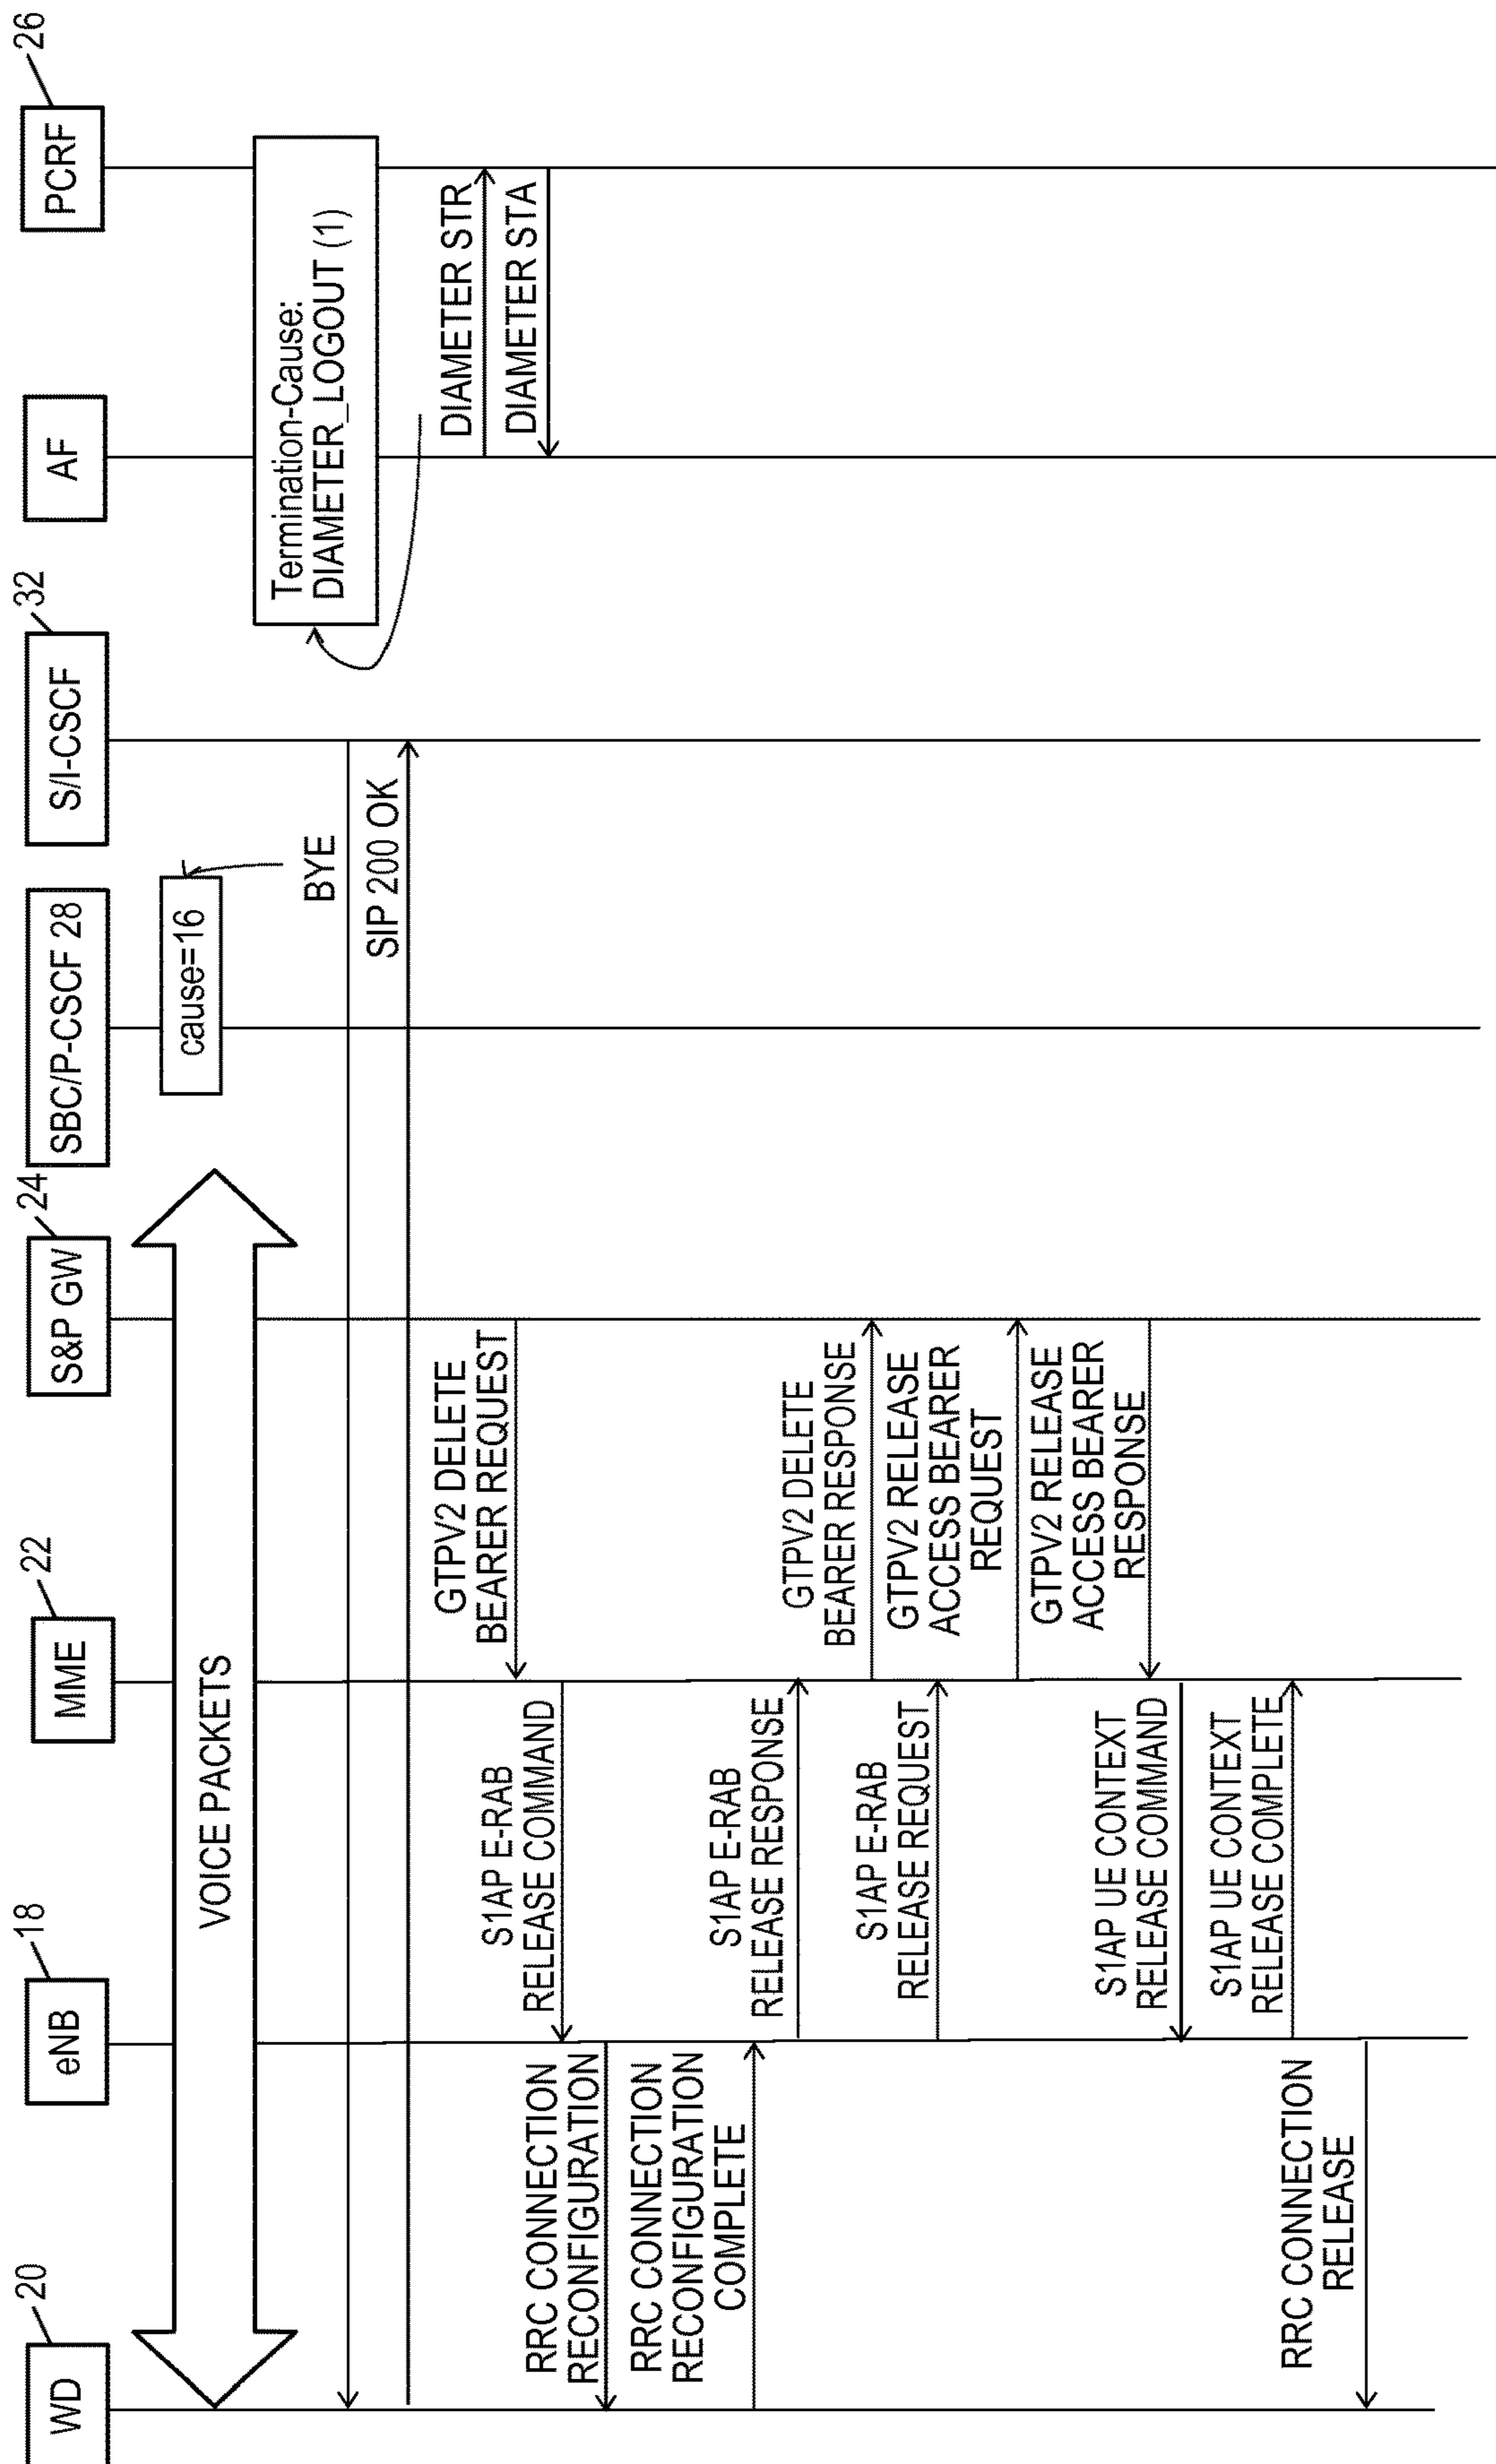 WD
20
eNB
18
MME
22
S&P GW
24
SBC/P-CSCF 28
S/I-CSCF
32
AF
PCRF
26
VOICE PACKETS
cause=16
Termination-Cause:
DIAMETER_LOGOUT (1)
BYE
SIP 200 OK
DIAMETER STR
DIAMETER STA
GTPV2 DELETE
BEARER REQUEST
S1AP E-RAB
RELEASE COMMAND
RRC CONNECTION
RECONFIGURATION
RRC CONNECTION
RECONFIGURATION
COMPLETE
S1AP E-RAB
RELEASE RESPONSE
GTPV2 DELETE
BEARER RESPONSE
S1AP E-RAB
RELEASE REQUEST
GTPV2 RELEASE
ACCESS BEARER
REQUEST
GTPV2 RELEASE
ACCESS BEARER
RESPONSE
S1AP UE CONTEXT
RELEASE COMMAND
S1AP UE CONTEXT
RELEASE COMPLETE
RRC CONNECTION
RELEASE